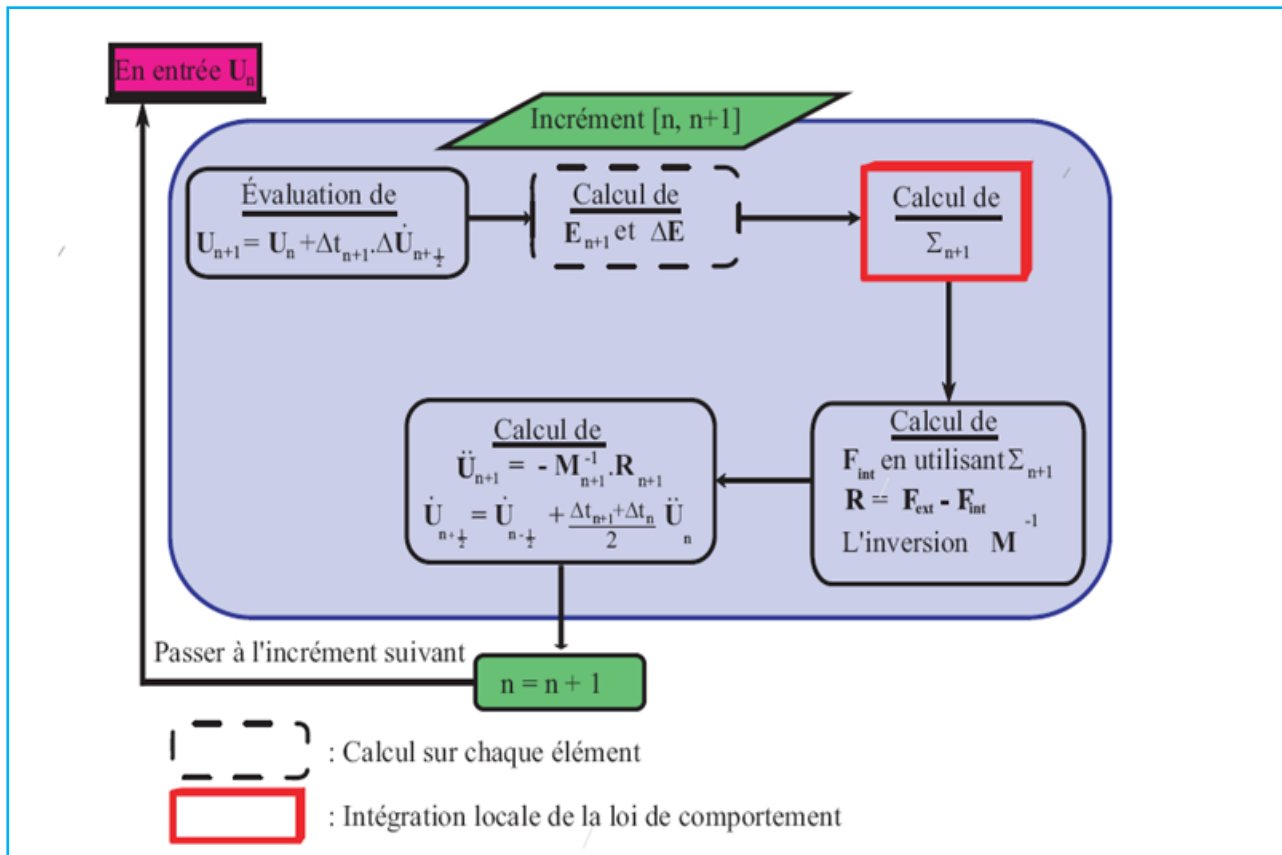 En entrée Uₙ
Incrément [n, n+1]
Évaluation de
Uₙ₊₁ = Uₙ + Δtₙ₊₁.ΔU̇ₙ₊½
Calcul de
Eₙ₊₁ et ΔE
Calcul de
Σₙ₊₁
Calcul de
F_int en utilisant Σₙ₊₁
R = F_ext - F_int
L'inversion M⁻¹
Calcul de
Üₙ₊₁ = - M⁻¹ₙ₊₁.Rₙ₊₁
U̇ₙ₊½ = U̇ₙ₋½ + (Δtₙ₊₁+Δtₙ)/2 Üₙ
Passer à l'incrément suivant
n = n + 1
: Calcul sur chaque élément
: Intégration locale de la loi de comportement